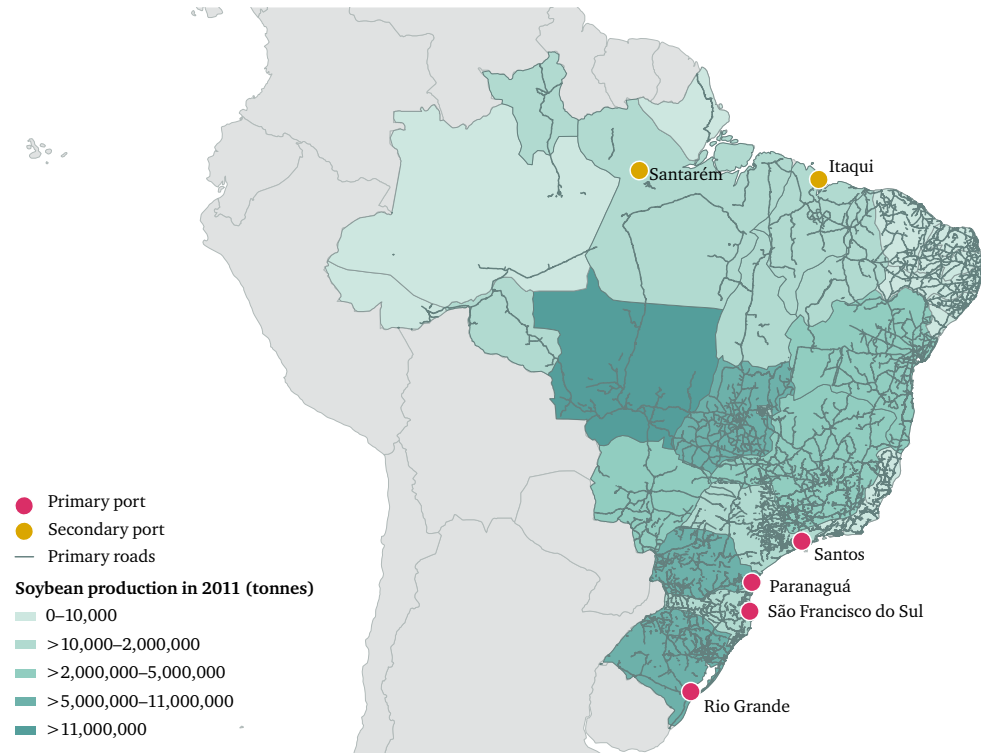 Santarém
Itaqui
Santos
Paranaguá
São Francisco do Sul
Rio Grande
Primary port
Secondary port
Primary roads
Soybean production in 2011 (tonnes)
0–10,000
>10,000–2,000,000
>2,000,000–5,000,000
>5,000,000–11,000,000
>11,000,000